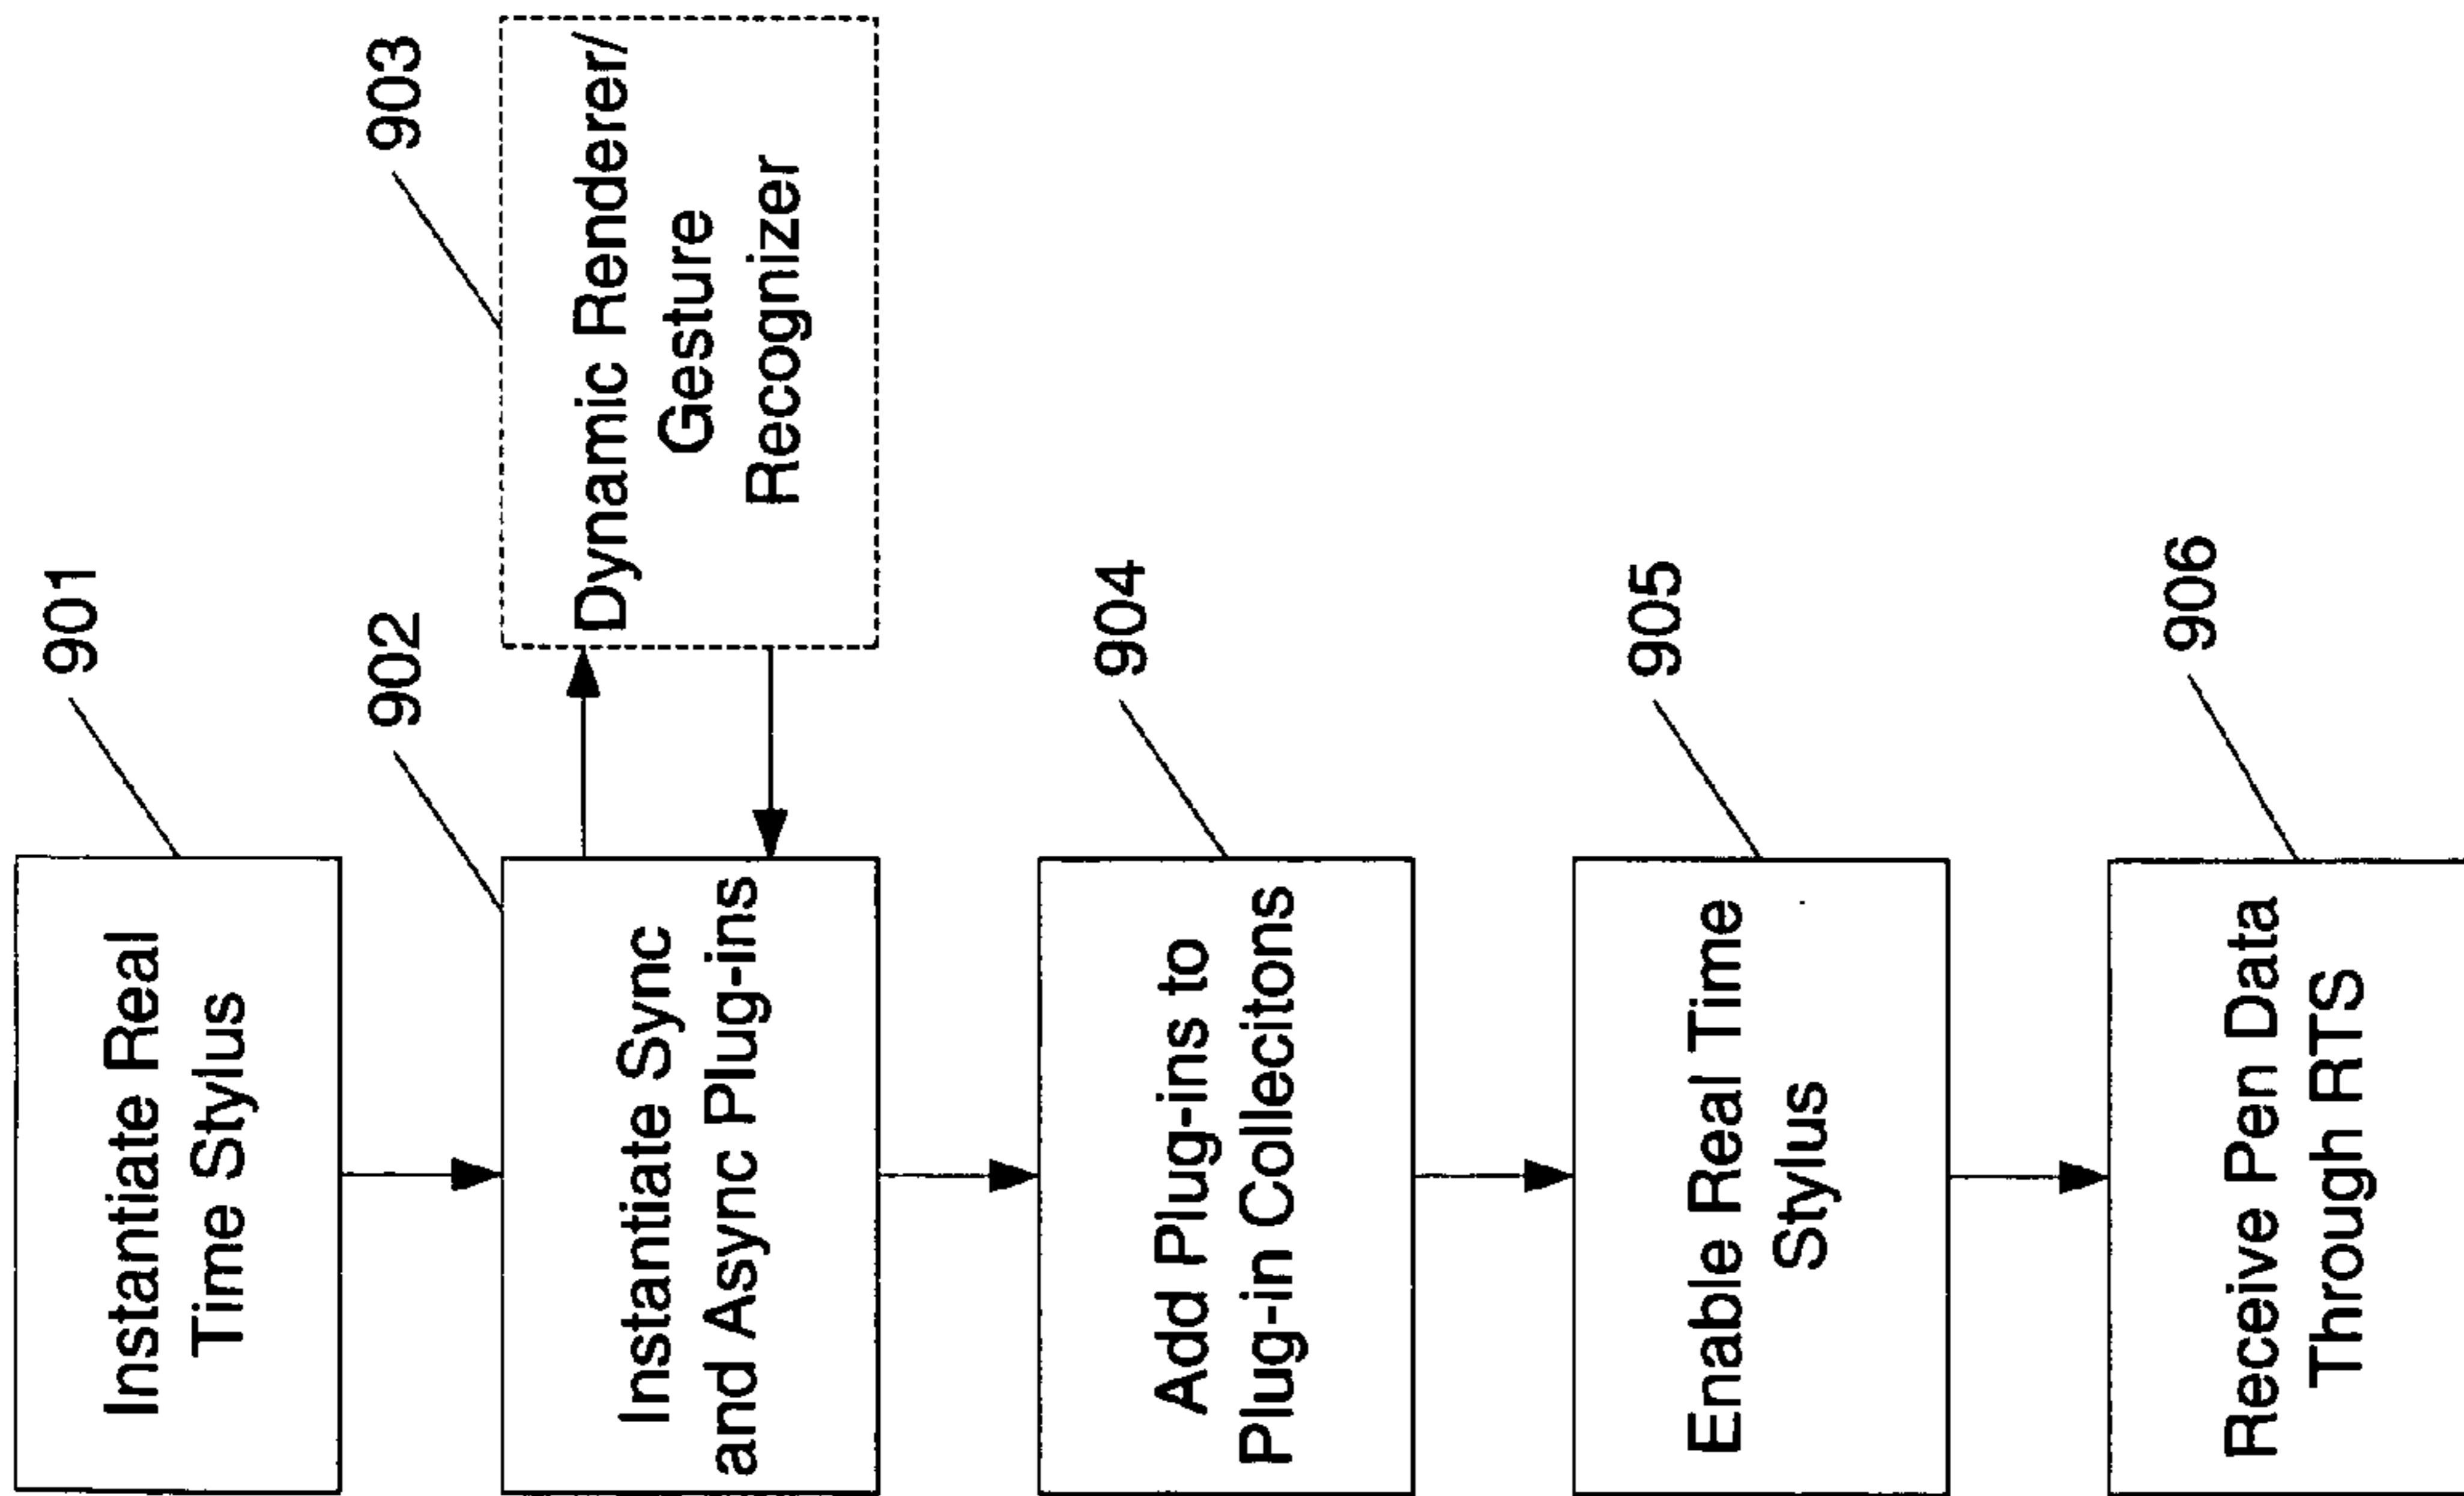 901
Instantiate Real
Time Stylus
902
Instantiate Sync
and Async Plug-ins
903
Dynamic Renderer/
Gesture
Recognizer
904
Add Plug-ins to
Plug-in Collecitons
905
Enable Real Time
Stylus
906
Receive Pen Data
Through RTS